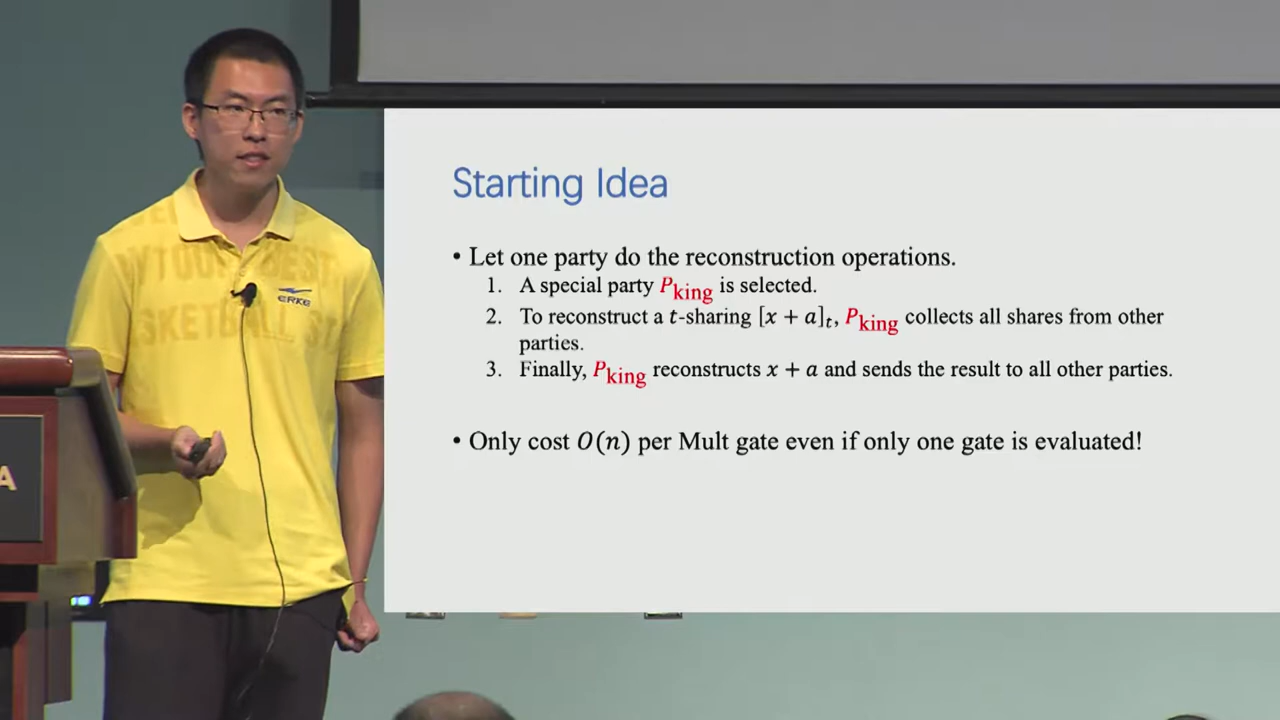 Starting Idea
• Let one party do the reconstruction operations.
1. A special party P_king is selected.
2. To reconstruct a t-sharing [x + a]_t, P_king collects all shares from other
parties.
3. Finally, P_king reconstructs x + a and sends the result to all other parties.
• Only cost O(n) per Mult gate even if only one gate is evaluated!
ERKE
A